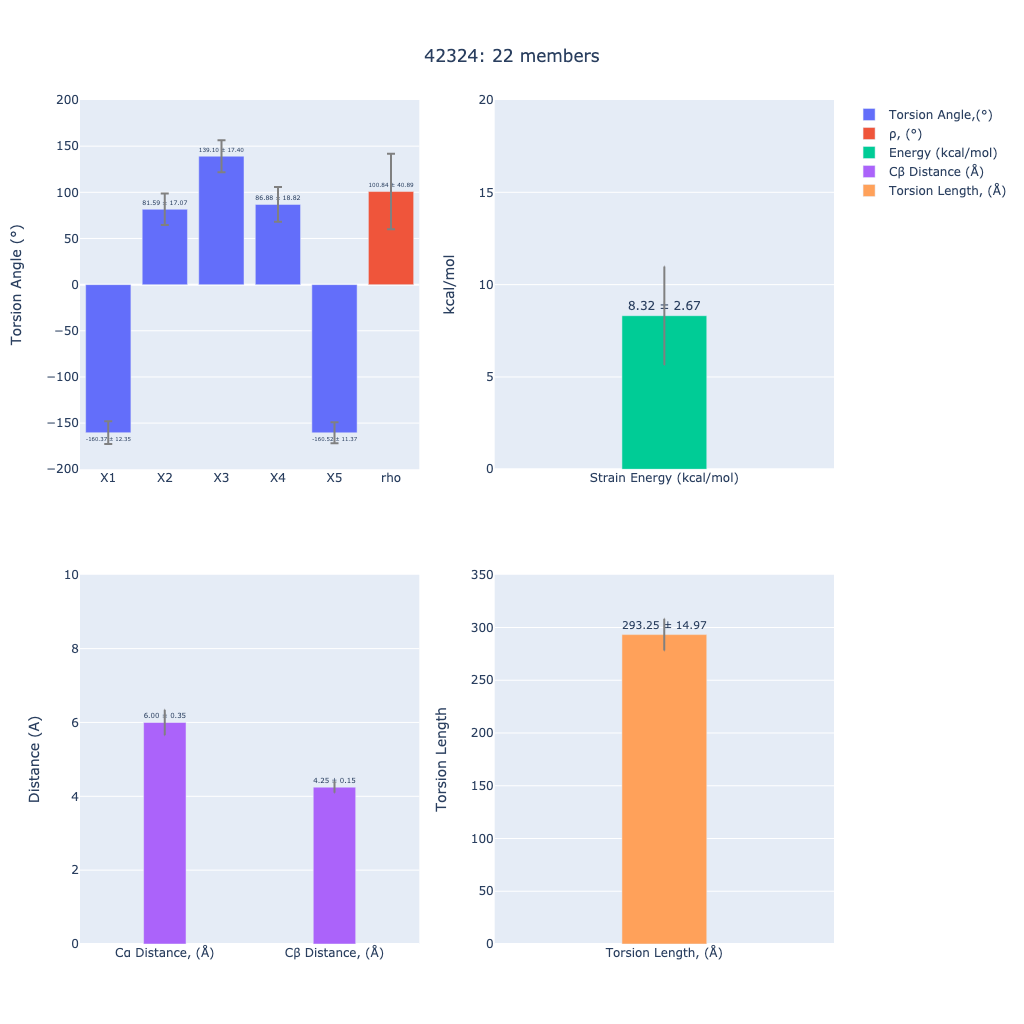 42324: 22 members
200
150
100
50
0
−50
−100
−150
−200
Torsion Angle (°)
-160.37 ± 12.35
81.59 ± 17.07
139.10 ± 17.40
86.88 ± 18.82
-160.52 ± 11.37
100.84 ± 40.89
X1 X2 X3 X4 X5 rho
20
15
10
5
0
kcal/mol
8.32 ± 2.67
Strain Energy (kcal/mol)
Torsion Angle,(°)
ρ, (°)
Energy (kcal/mol)
Cβ Distance (Å)
Torsion Length, (Å)
10
8
6
4
2
0
Distance (A)
6.00 ± 0.35
4.25 ± 0.15
Cα Distance, (Å) Cβ Distance, (Å)
350
300
250
200
150
100
50
0
Torsion Length
293.25 ± 14.97
Torsion Length, (Å)